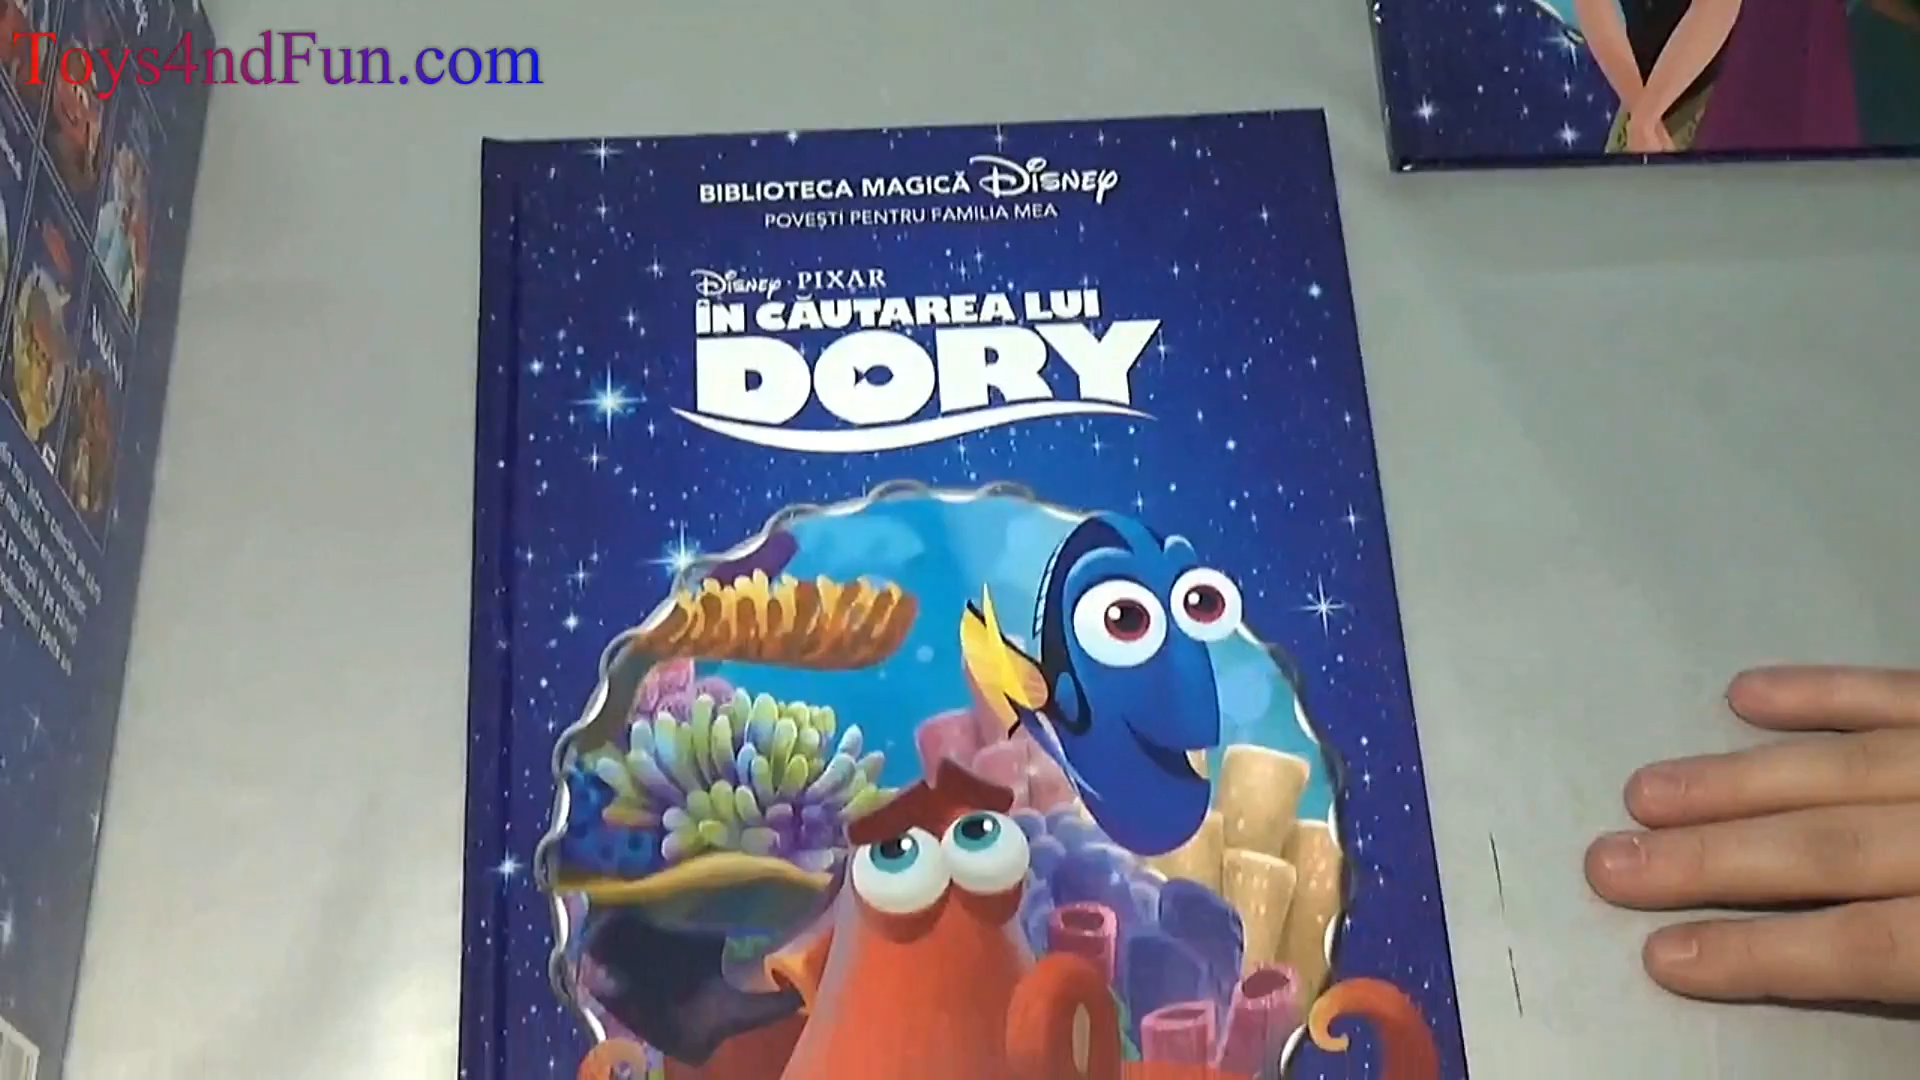 Toys4ndFun.com
BIBLIOTECA MAGICĂ Disney
POVEȘTI PENTRU FAMILIA MEA
Disney · PIXAR
ÎN CĂUTAREA LUI
DORY